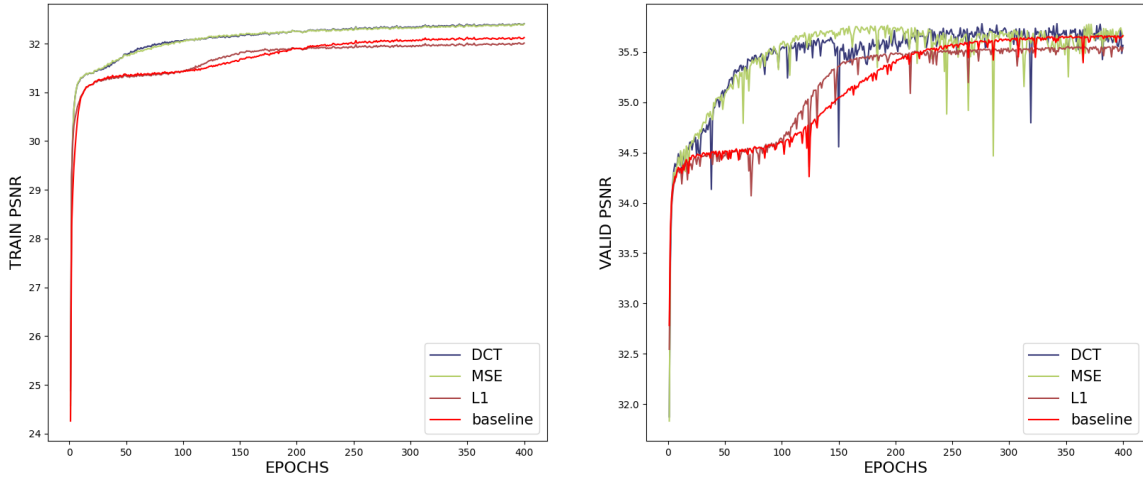 TRAIN PSNR
32
31
30
29
28
27
26
25
24
0 50 100 150 200 250 300 350 400
EPOCHS
DCT
MSE
L1
baseline
VALID PSNR
35.5
35.0
34.5
34.0
33.5
33.0
32.5
32.0
0 50 100 150 200 250 300 350 400
EPOCHS
DCT
MSE
L1
baseline